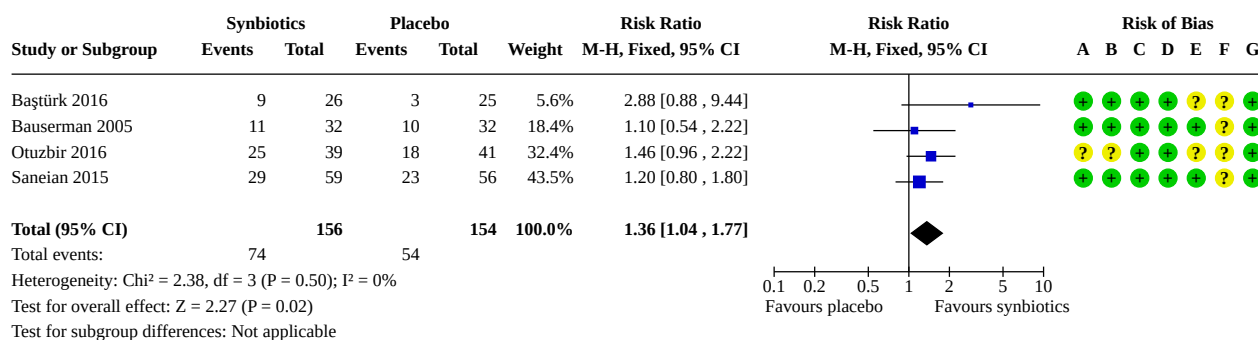 Synbiotics Placebo Risk Ratio Risk Ratio Risk of Bias
Study or Subgroup Events Total Events Total Weight M-H, Fixed, 95% CI M-H, Fixed, 95% CI A B C D E F G
Baştürk 2016 9 26 3 25 5.6% 2.88 [0.88 , 9.44] + + + + ? ? +
Bauserman 2005 11 32 10 32 18.4% 1.10 [0.54 , 2.22] + + + + + ? +
Otuzbir 2016 25 39 18 41 32.4% 1.46 [0.96 , 2.22] ? ? + + ? ? +
Saneian 2015 29 59 23 56 43.5% 1.20 [0.80 , 1.80] + + + + + ? +
Total (95% CI) 156 154 100.0% 1.36 [1.04 , 1.77]
Total events: 74 54
Heterogeneity: Chi² = 2.38, df = 3 (P = 0.50); I² = 0%
0.1 0.2 0.5 1 2 5 10
Test for overall effect: Z = 2.27 (P = 0.02) Favours placebo Favours synbiotics
Test for subgroup differences: Not applicable